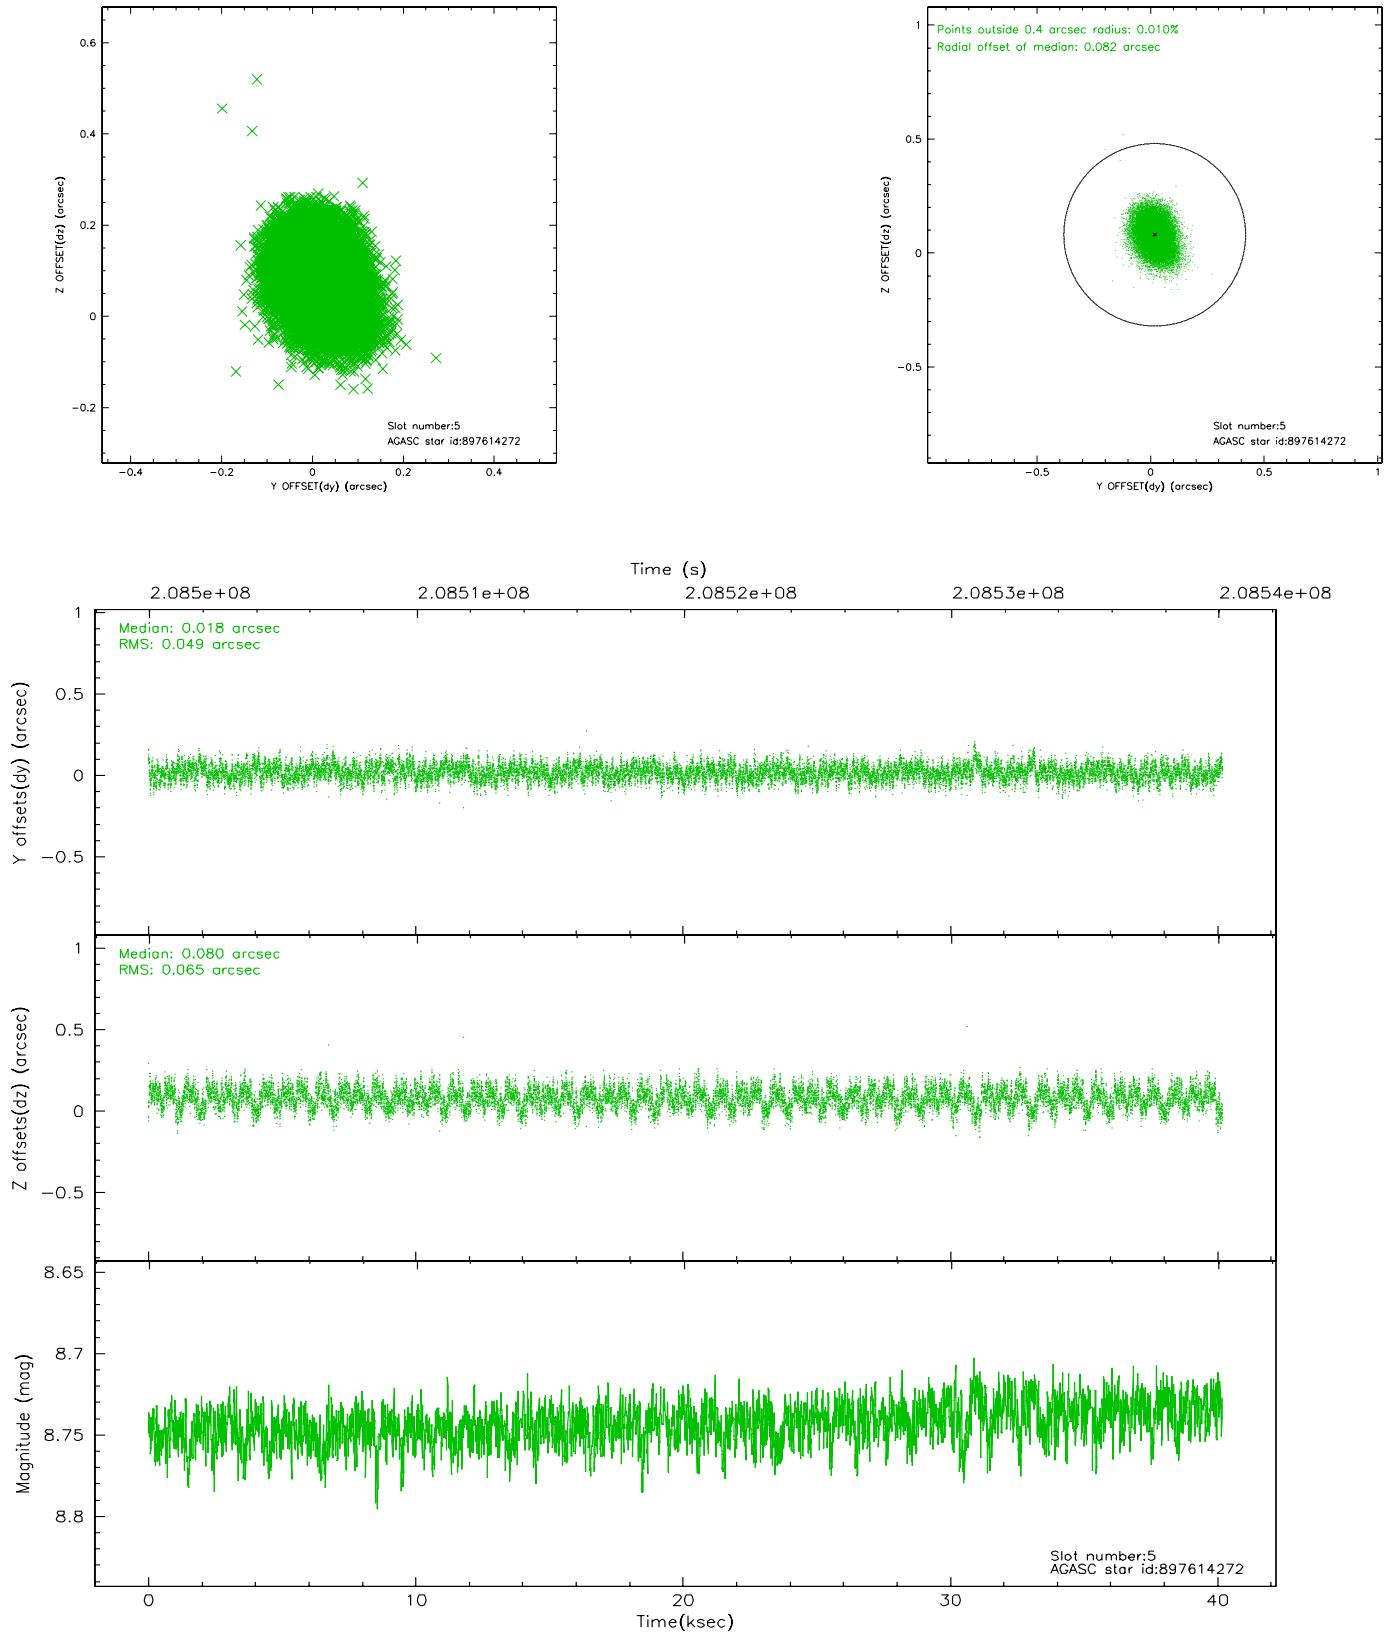 0.6
0.4
0.2
0
−0.2
Z OFFSET(dz) (arcsec)
Slot number:5
AGASC star id:897614272
−0.4 −0.2 0 0.2 0.4
Y OFFSET(dy) (arcsec)
Points outside 0.4 arcsec radius: 0.010%
Radial offset of median: 0.082 arcsec
1
0.5
0
−0.5
Z OFFSET(dz) (arcsec)
Slot number:5
AGASC star id:897614272
−0.5 0 0.5 1
Y OFFSET(dy) (arcsec)
Time (s)
2.085e+08 2.0851e+08 2.0852e+08 2.0853e+08 2.0854e+08
Median: 0.018 arcsec
RMS: 0.049 arcsec
1
0.5
0
−0.5
Y offsets(dy) (arcsec)
Median: 0.080 arcsec
RMS: 0.065 arcsec
1
0.5
0
−0.5
Z offsets(dz) (arcsec)
8.65
8.7
8.75
8.8
Magnitude (mag)
Slot number:5
AGASC star id:897614272
0 10 20 30 40
Time(ksec)